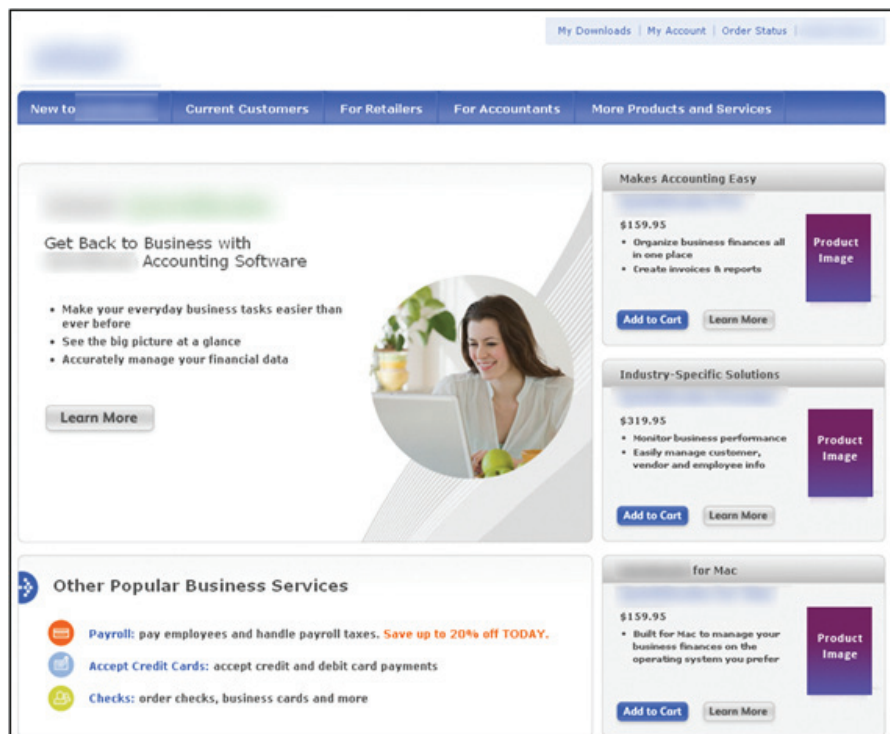 My Downloads | My Account | Order Status |
New to
Current Customers
For Retailers
For Accountants
More Products and Services
Get Back to Business with
Accounting Software
• Make your everyday business tasks easier than
ever before
• See the big picture at a glance
• Accurately manage your financial data
Learn More
Makes Accounting Easy
$159.95
• Organize business finances all
in one place
• Create invoices & reports
Product
Image
Add to Cart
Learn More
Industry-Specific Solutions
$319.95
• Monitor business performance
• Easily manage customer,
vendor and employee info
Product
Image
Add to Cart
Learn More
Other Popular Business Services
Payroll: pay employees and handle payroll taxes. Save up to 20% off TODAY.
Accept Credit Cards: accept credit and debit card payments
Checks: order checks, business cards and more
for Mac
$159.95
• Built for Mac to manage your
business finances on the
operating system you prefer
Product
Image
Add to Cart
Learn More